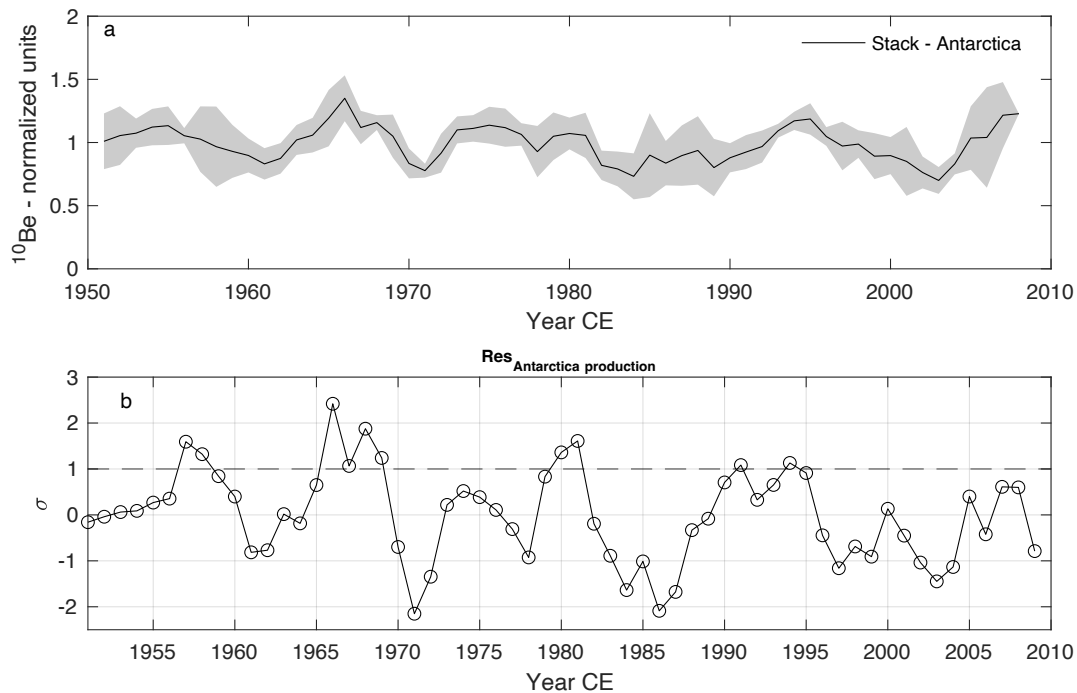 a
Stack - Antarctica
10Be - normalized units
2
1.5
1
0.5
0
1950 1960 1970 1980 1990 2000 2010
Year CE
ResAntarctica production
b
σ
3
2
1
0
-1
-2
1955 1960 1965 1970 1975 1980 1985 1990 1995 2000 2005 2010
Year CE